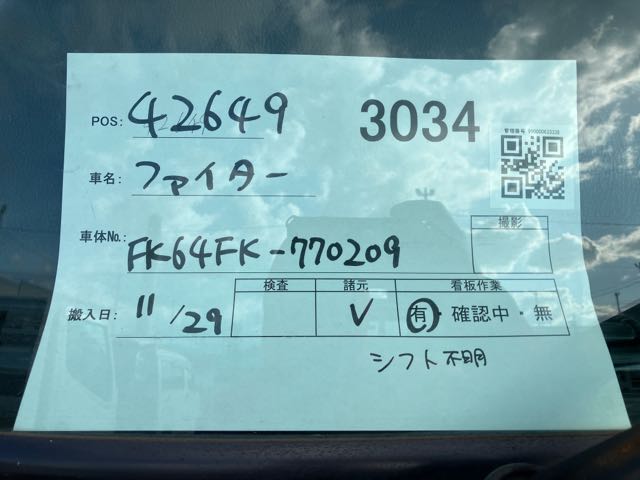 POS: 42649 3034
車名: ファイター
撮影
車体No.: FK64FK-770209
検査 諸元 看板作業
搬入日: 11/29 V 有・確認中・無
シフト不明